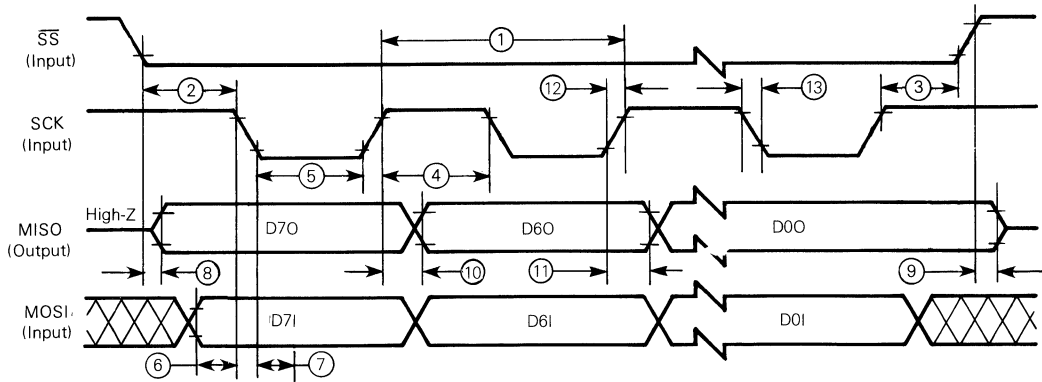 SS
(Input)
1
2
12
13
3
SCK
(Input)
5
4
High-Z
MISO
(Output)
D7O
D6O
D0O
8
10
11
9
MOSI
(Input)
D7I
D6I
D0I
6
7